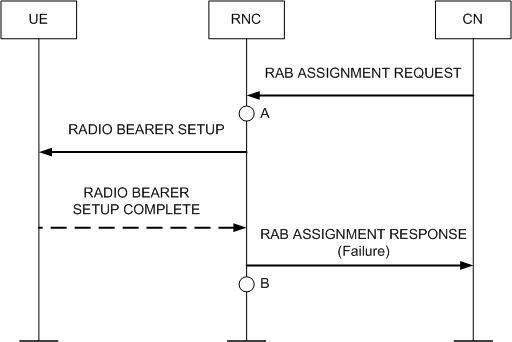 UE
RNC
CN
RAB ASSIGNMENT REQUEST
A
RADIO BEARER SETUP
RADIO BEARER
SETUP COMPLETE
RAB ASSIGNMENT RESPONSE
(Failure)
B